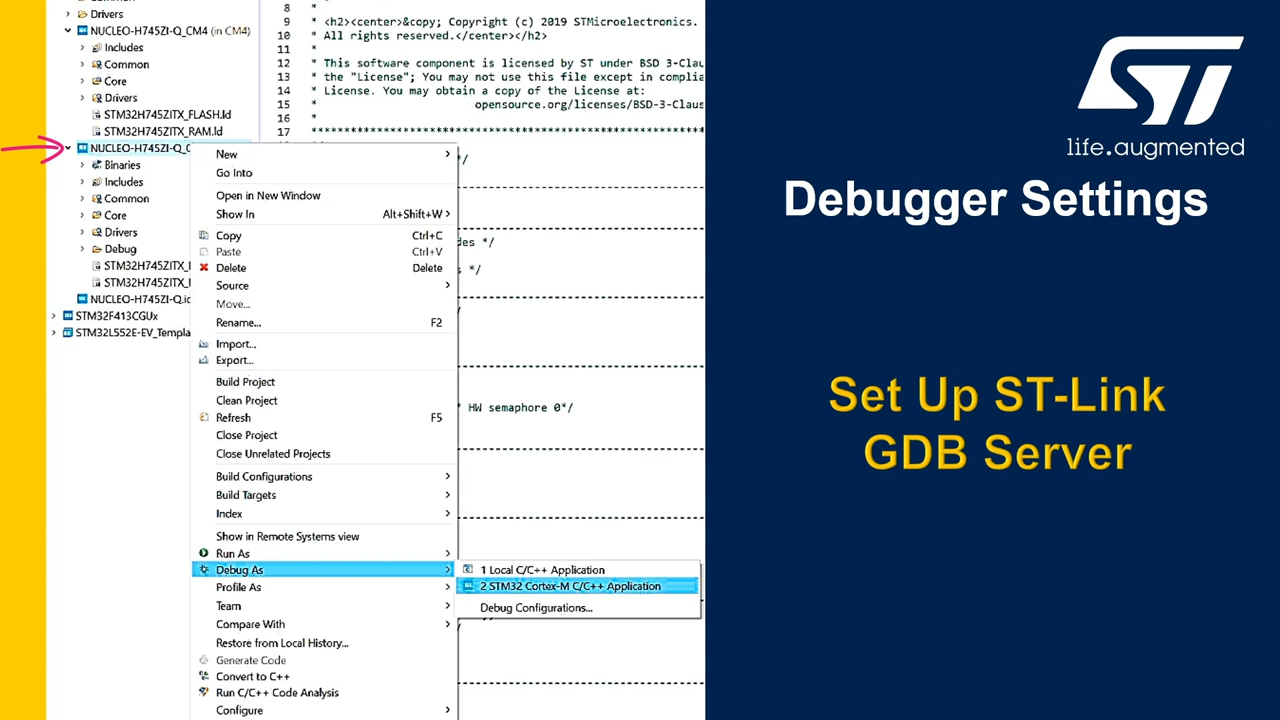 Drivers
NUCLEO-H745ZI-Q_CM4 (in CM4)
Includes
Common
Core
Drivers
STM32H745ZITX_FLASH.ld
STM32H745ZITX_RAM.ld
NUCLEO-H745ZI-Q_
Binaries
Includes
Common
Core
Drivers
Debug
STM32H745ZITX_
STM32H745ZITX_
NUCLEO-H745ZI-Q.i
STM32F413CGUx
STM32L552E-EV_Templa
8 *
9 * <h2><center>&copy; Copyright (c) 2019 STMicroelectronics.
10 * All rights reserved.</center></h2>
11 *
12 * This software component is licensed by ST under BSD 3-Clau
13 * the "License"; You may not use this file except in complia
14 * License. You may obtain a copy of the License at:
15 * opensource.org/licenses/BSD-3-Claus
16 *
17
*/
des */
s */
* HW semaphore 0*/
New
Go Into
Open in New Window
Show In Alt+Shift+W
Copy Ctrl+C
Paste Ctrl+V
Delete Delete
Source
Move...
Rename... F2
Import...
Export...
Build Project
Clean Project
Refresh F5
Close Project
Close Unrelated Projects
Build Configurations
Build Targets
Index
Show in Remote Systems view
Run As
Debug As
Profile As
Team
Compare With
Restore from Local History...
Generate Code
Convert to C++
Run C/C++ Code Analysis
Configure
1 Local C/C++ Application
2 STM32 Cortex-M C/C++ Application
Debug Configurations...
ST
life.augmented
Debugger Settings
Set Up ST-Link
GDB Server